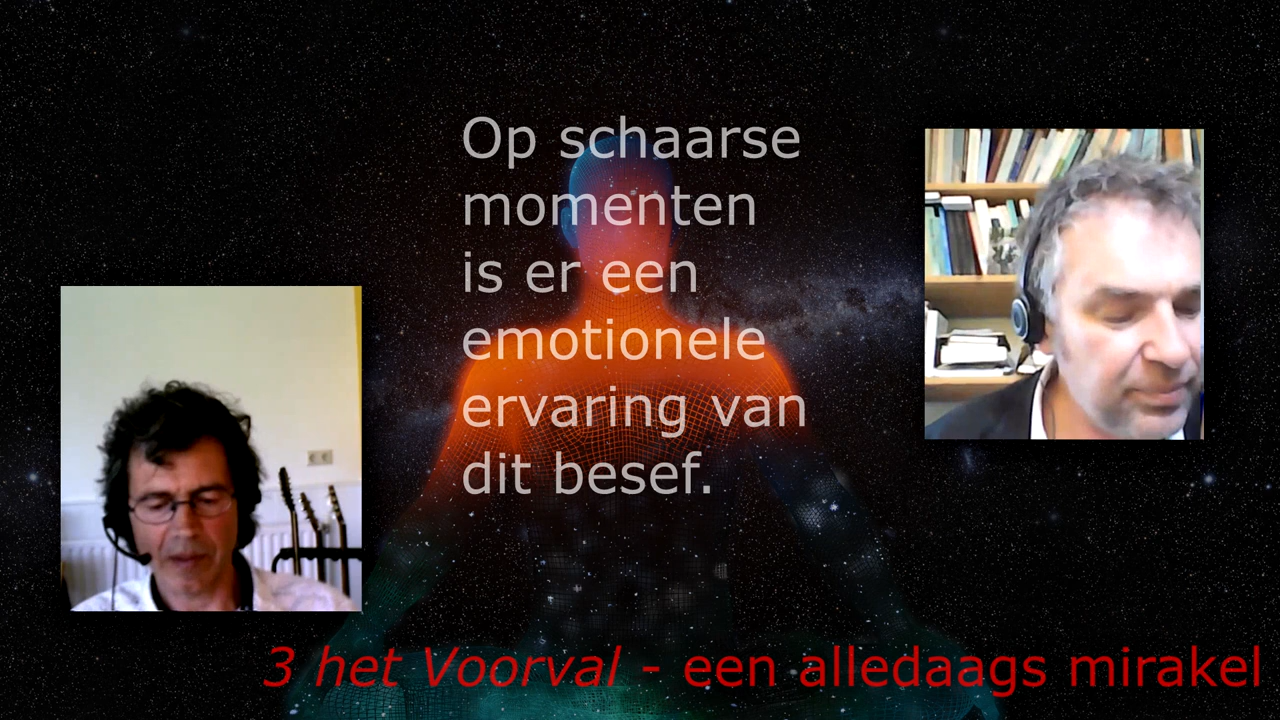 Op schaarse
momenten
is er een
emotionele
ervaring van
dit besef.
3 het Voorval - een alledaags mirakel